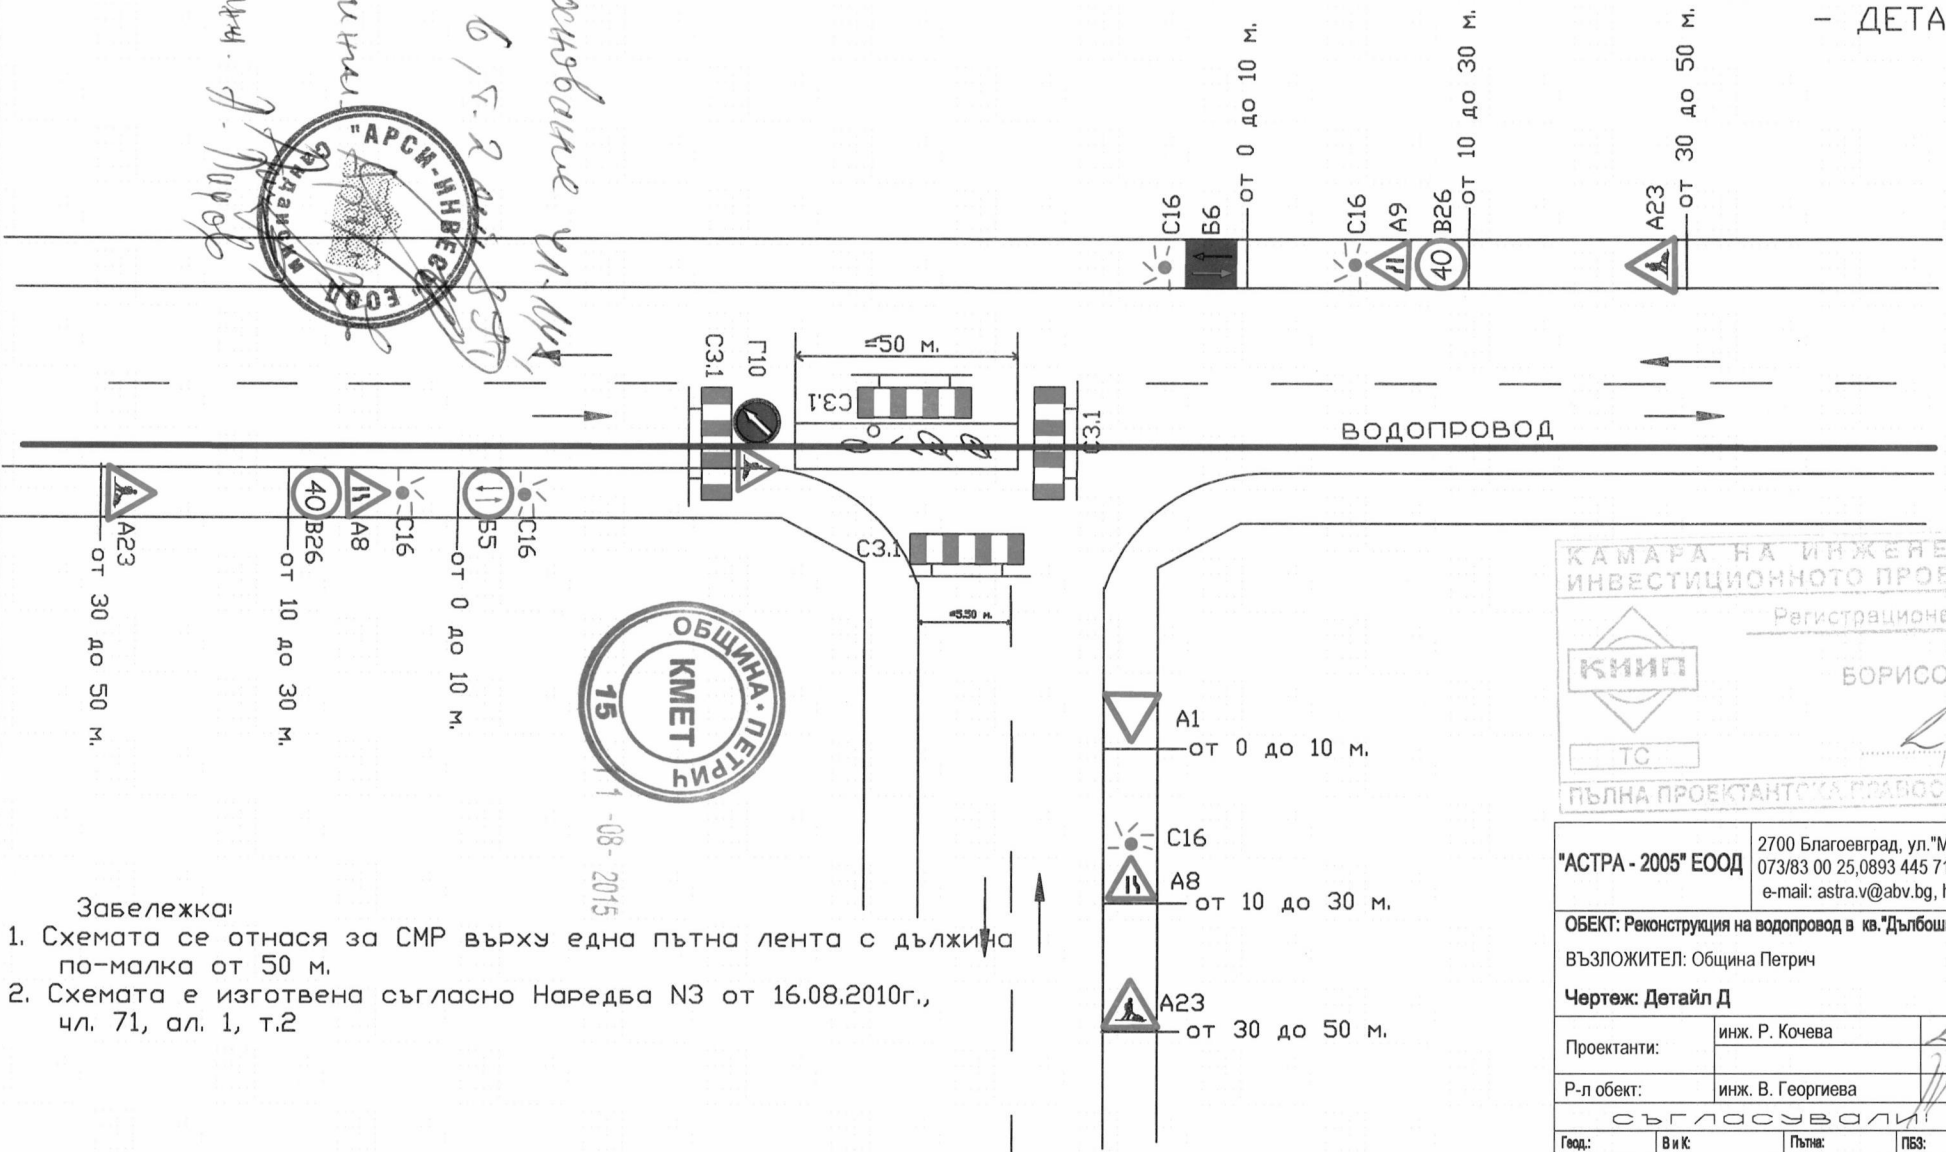 - ДЕТА
от 0 до 10 м.
от 10 до 30 м.
от 30 до 50 м.
С16
Б6
С16
А9
В26
А23
40
"АРСИ-ИНВЕСТ" ЕООД
Сандански
С3.1
Г10
≈50 м.
С3.1
С3.1
ВОДОПРОВОД
40
А23
В26
А8
С16
Б5
С16
С3.1
от 30 до 50 м.
от 10 до 30 м.
от 0 до 10 м.
≈5.50 м.
ОБЩИНА · ПЕТРИЧ
КМЕТ
15
-08- 2015
А1
от 0 до 10 м.
С16
А8
от 10 до 30 м.
А23
от 30 до 50 м.
Забележка:
1. Схемата се отнася за СМР върху една пътна лента с дължина
по-малка от 50 м.
2. Схемата е изготвена съгласно Наредба N3 от 16.08.2010г.,
чл. 71, ал. 1, т.2
КАМАРА НА ИНЖЕНЕ
ИНВЕСТИЦИОННОТО ПРОЕ
Регистрационе
КИИП
БОРИСО
ТС
ПЪЛНА ПРОЕКТАНТСКА ПРАВОС
"АСТРА - 2005" ЕООД
2700 Благоевград, ул."М
073/83 00 25,0893 445 71
e-mail: astra.v@abv.bg, h
ОБЕКТ: Реконструкция на водопровод в кв."Дълбош
ВЪЗЛОЖИТЕЛ: Община Петрич
Чертеж: Детайл Д
Проектанти: инж. Р. Кочева
Р-л обект: инж. В. Георгиева
СЪГЛАСУВАЛИ:
Геод.: В и К: Пътна: ПБЗ: